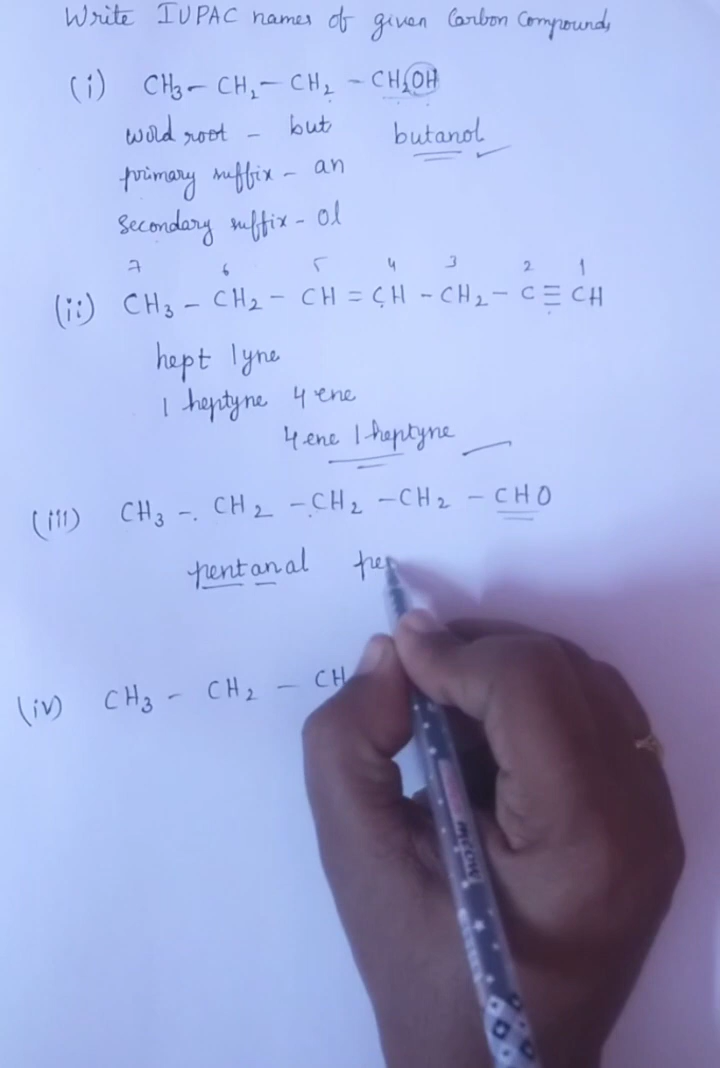 Write IUPAC names of given Carbon Compounds
(i) CH3 – CH2 – CH2 – CH2OH
word root – but butanol
primary suffix – an
Secondary suffix – ol
7 6 5 4 3 2 1
(ii) CH3 – CH2 – CH = CH – CH2 – C ≡ CH
hept 1yne
1 heptyne 4 ene
4 ene 1 heptyne
(iii) CH3 – CH2 – CH2 – CH2 – CHO
pentanal pe
(iv) CH3 – CH2 – CH